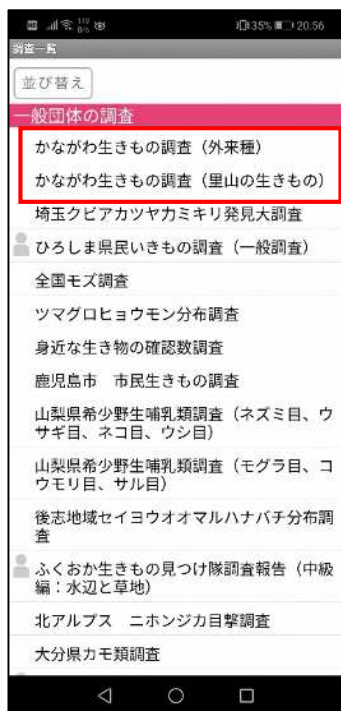 35% 20:56
調査一覧
並び替え
一般団体の調査
かながわ生きもの調査（外来種）
かながわ生きもの調査（里山の生きもの）
埼玉クビアカツヤカミキリ発見大調査
ひろしま県民いきもの調査（一般調査）
全国モズ調査
ツマグロヒョウモン分布調査
身近な生き物の確認数調査
鹿児島市　市民生きもの調査
山梨県希少野生哺乳類調査（ネズミ目、ウ
サギ目、ネコ目、ウシ目）
山梨県希少野生哺乳類調査（モグラ目、コ
ウモリ目、サル目）
後志地域セイヨウオオマルハナバチ分布調
査
ふくおか生きもの見つけ隊調査報告（中級
編：水辺と草地）
北アルプス　ニホンジカ目撃調査
大分県カモ類調査